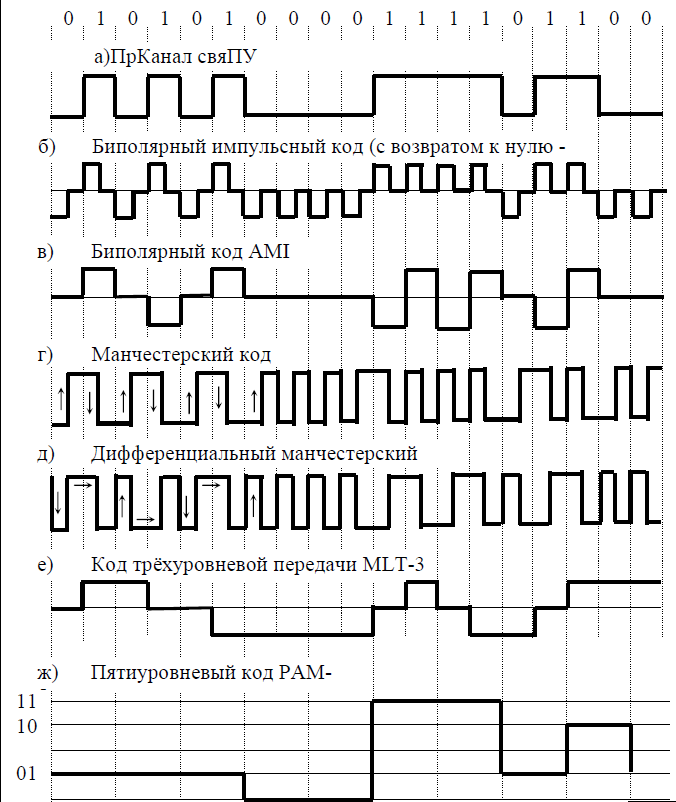 0 1 0 1 0 1 0 0 0 0 1 1 1 1 0 1 1 0 0
а)ПрКанал свяПУ
б) Биполярный импульсный код (с возвратом к нулю -
в) Биполярный код AMI
г) Манчестерский код
д) Дифференциальный манчестерский
е) Код трёхуровневой передачи MLT-3
ж) Пятиуровневый код PAM-
11
10
01